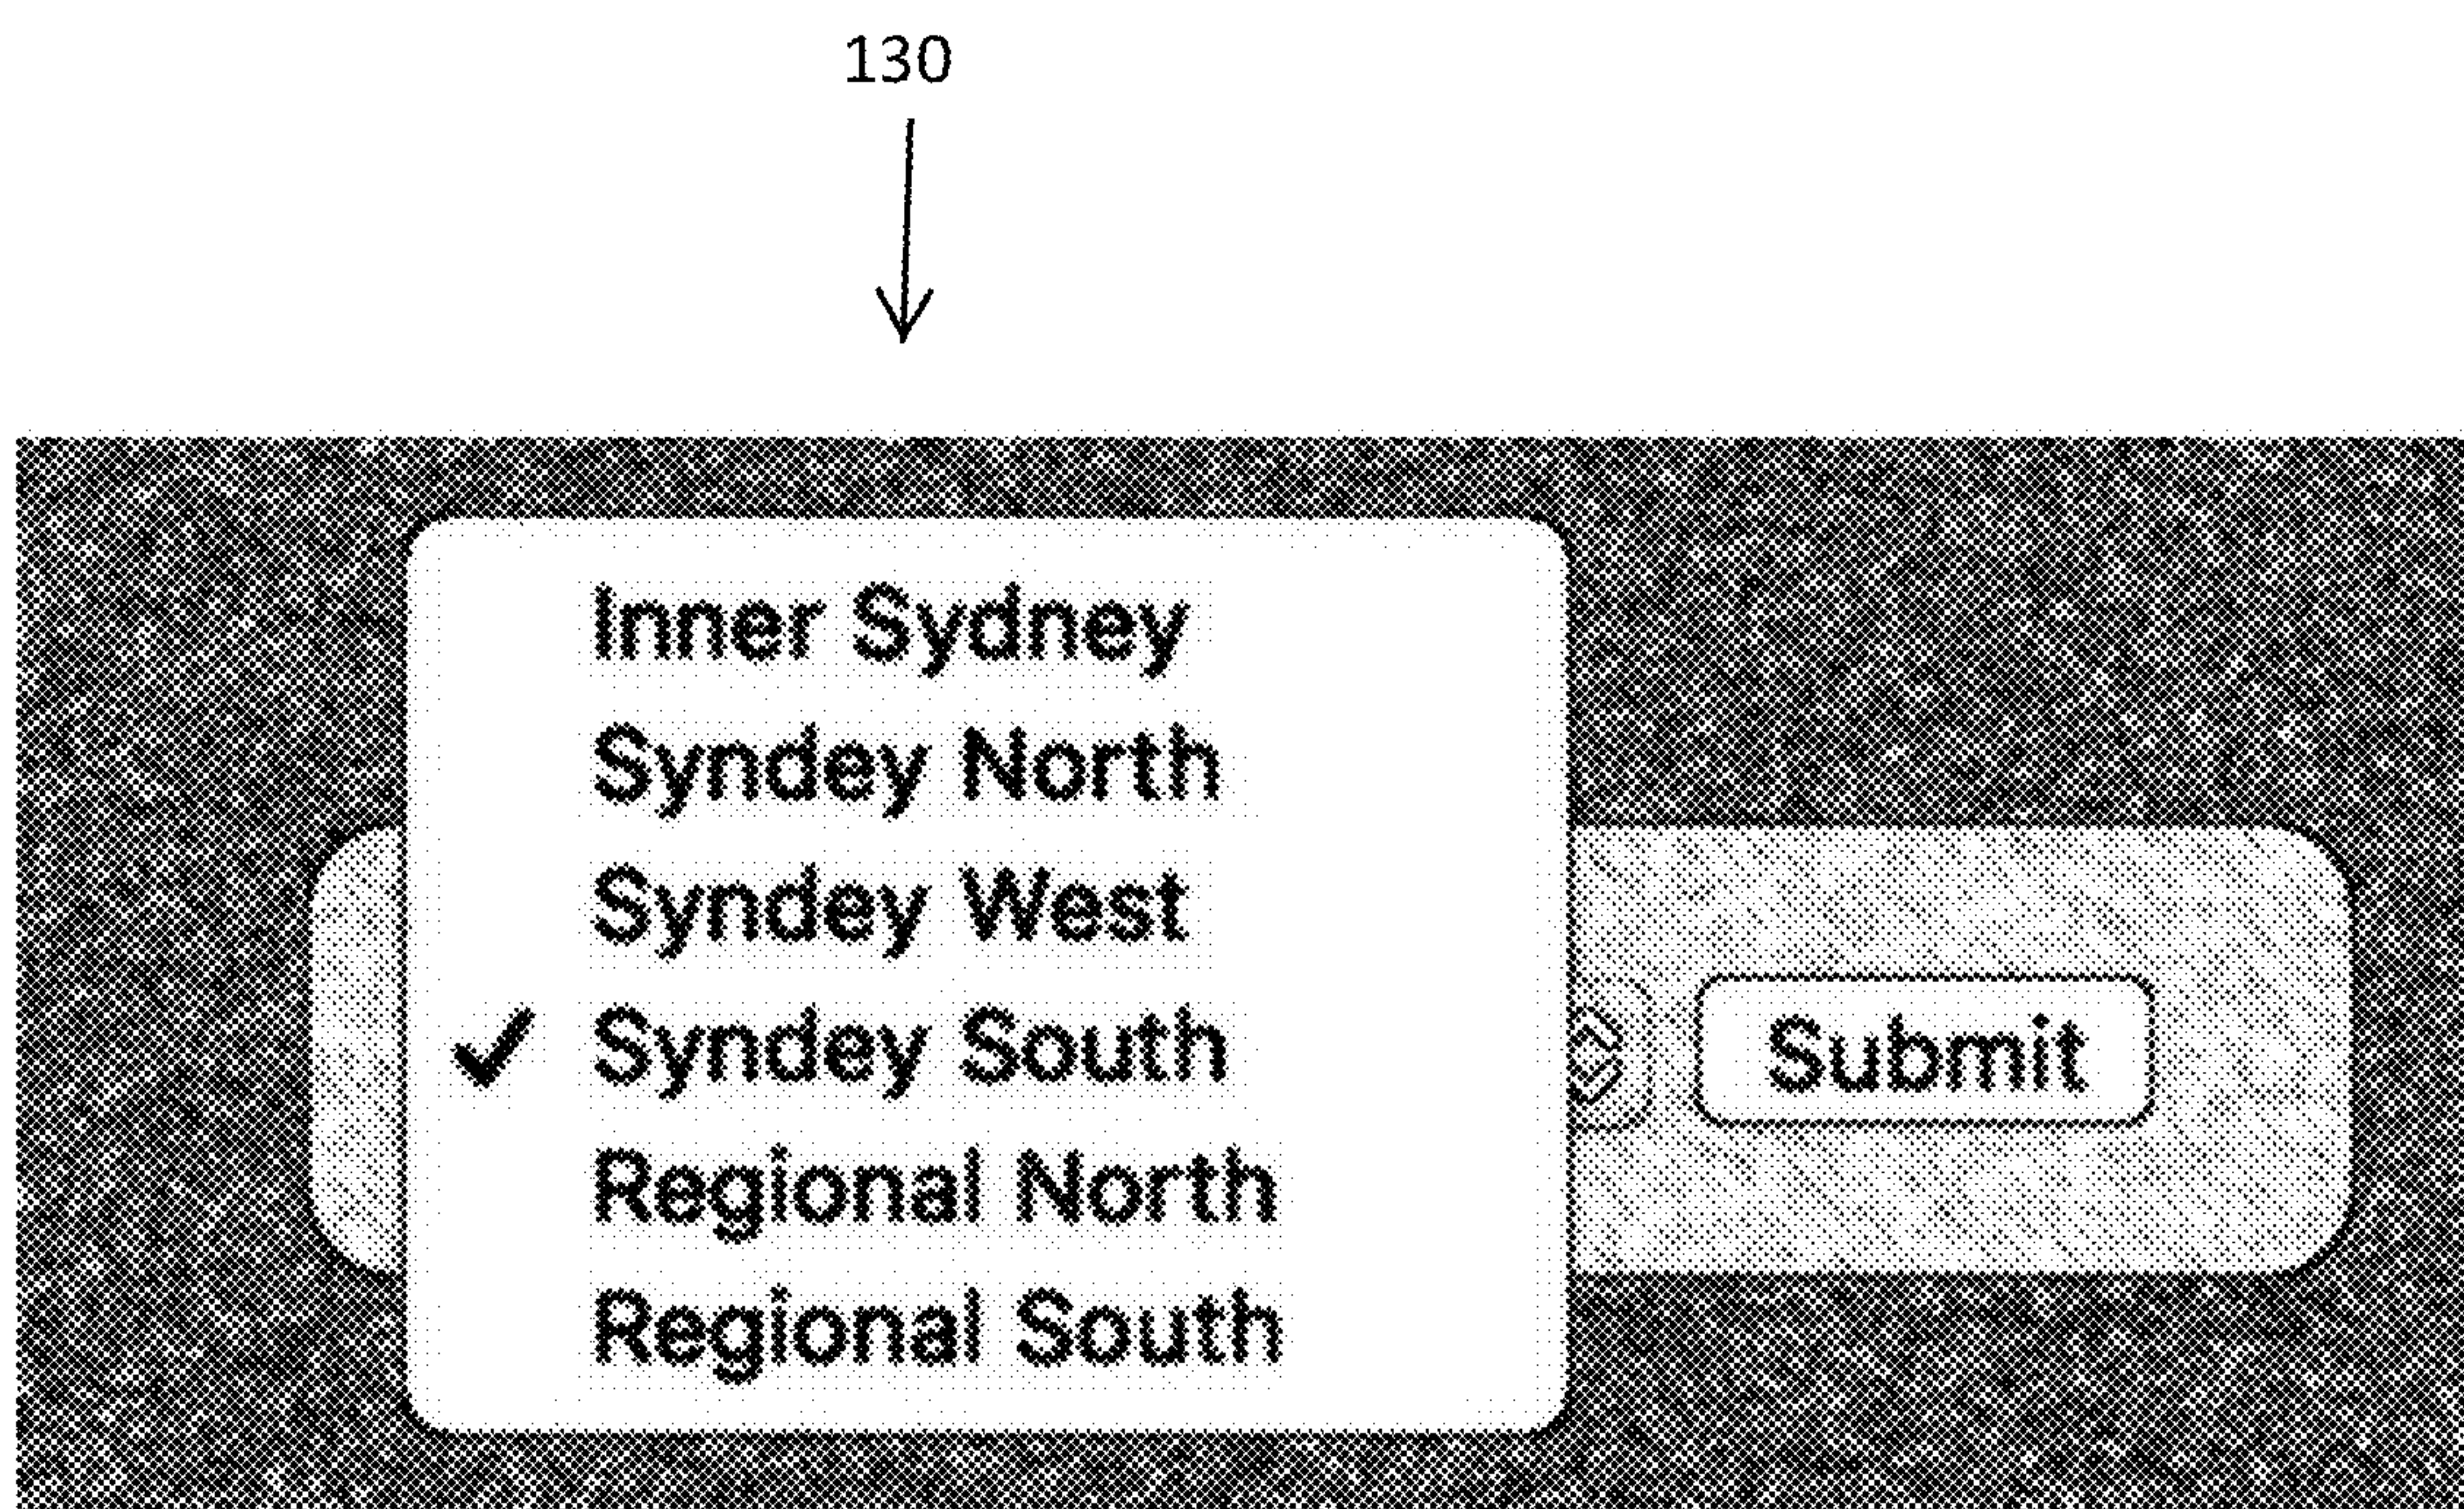 130
Inner Sydney
Syndey North
Syndey West
✓ Syndey South
Submit
Regional North
Regional South